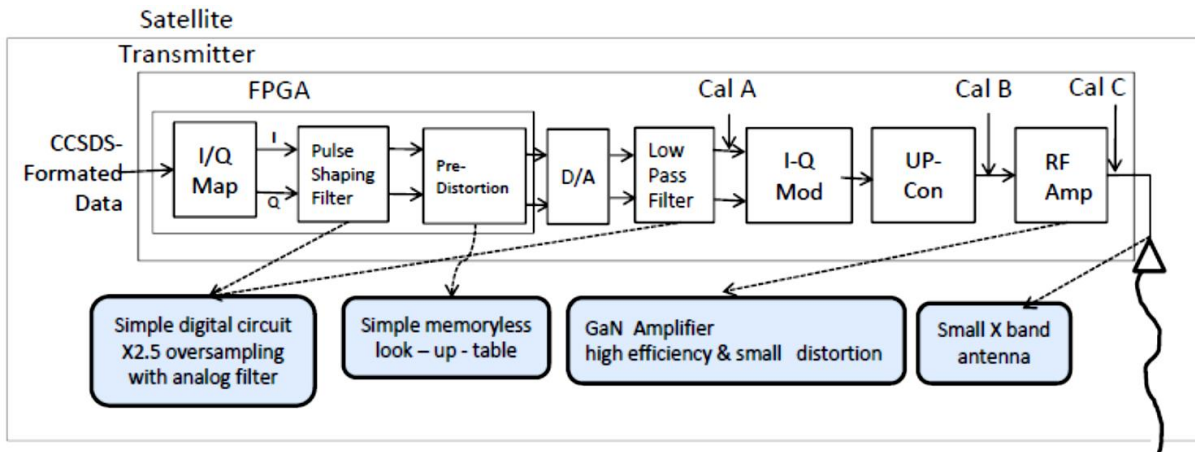 Satellite
Transmitter
FPGA
Cal A
Cal B
Cal C
CCSDS-
Formated
Data
I/Q
Map
I
Q
Pulse
Shaping
Filter
Pre-
Distortion
D/A
Low
Pass
Filter
I-Q
Mod
UP-
Con
RF
Amp
Simple digital circuit
X2.5 oversampling
with analog filter
Simple memoryless
look – up - table
GaN Amplifier
high efficiency & small distortion
Small X band
antenna